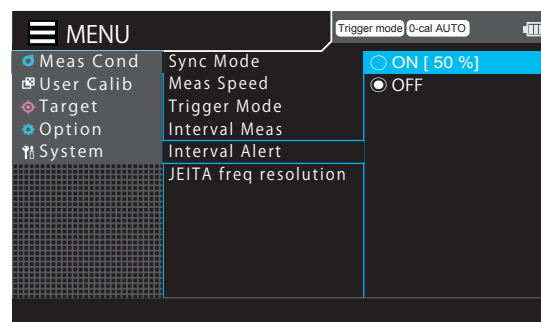 MENU
Trigger mode 0-cal AUTO
Meas Cond
User Calib
Target
Option
System
Sync Mode
Meas Speed
Trigger Mode
Interval Meas
Interval Alert
JEITA freq resolution
ON [ 50 %]
OFF